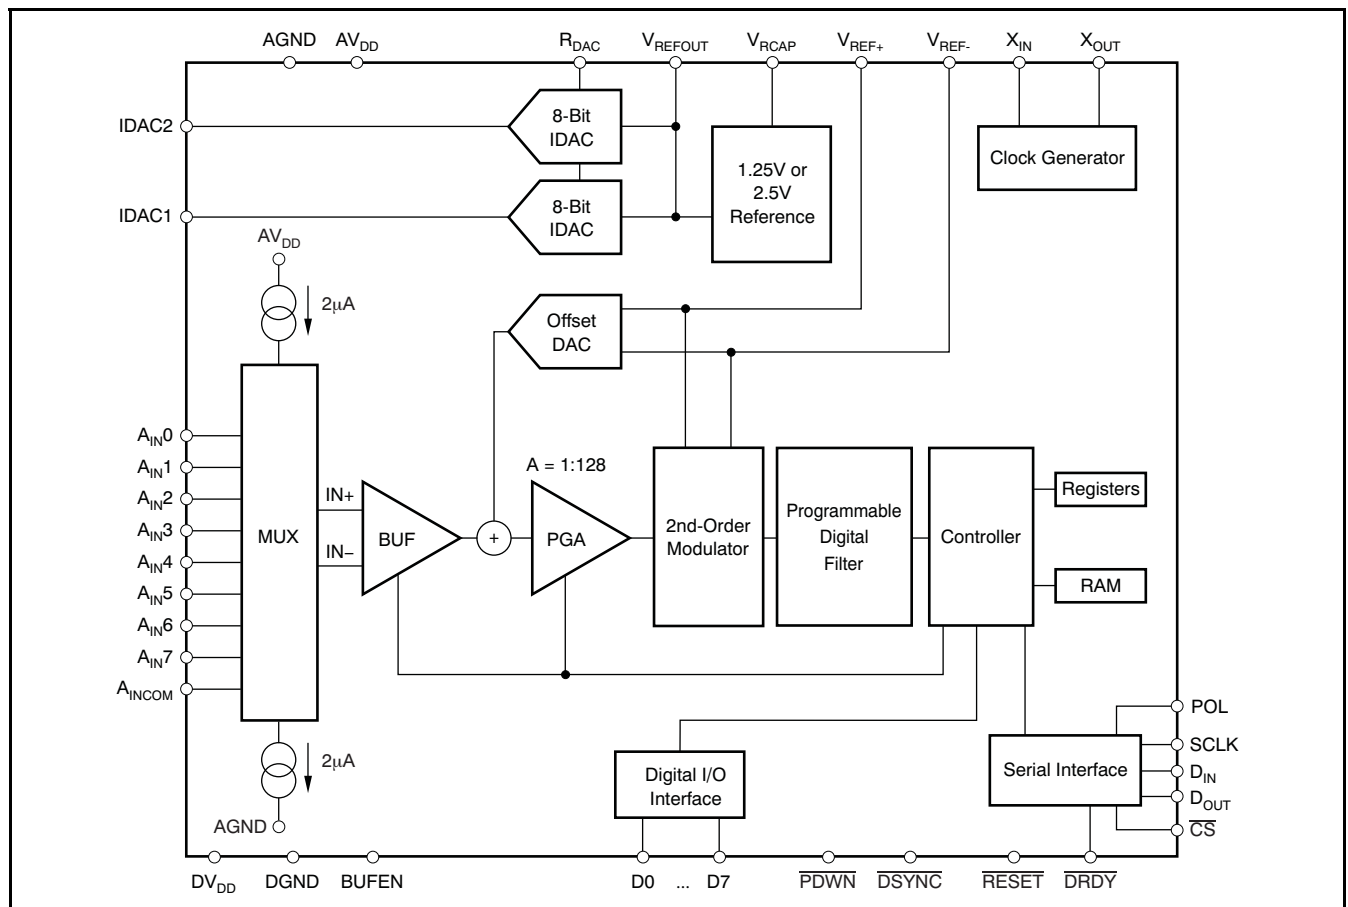 AGND AVDD RDAC VREFOUT VRCAP VREF+ VREF- XIN XOUT
IDAC2
8-Bit
IDAC
Clock Generator
1.25V or
2.5V
Reference
IDAC1
8-Bit
IDAC
AVDD
2μA
Offset
DAC
AIN0
AIN1
AIN2
AIN3
AIN4
AIN5
AIN6
AIN7
AINCOM
MUX
IN+
IN−
BUF
+
A = 1:128
PGA
2nd-Order
Modulator
Programmable
Digital
Filter
Controller
Registers
RAM
2μA
AGND
Digital I/O
Interface
Serial Interface
POL
SCLK
DIN
DOUT
CS
DVDD DGND BUFEN D0 ... D7 PDWN DSYNC RESET DRDY